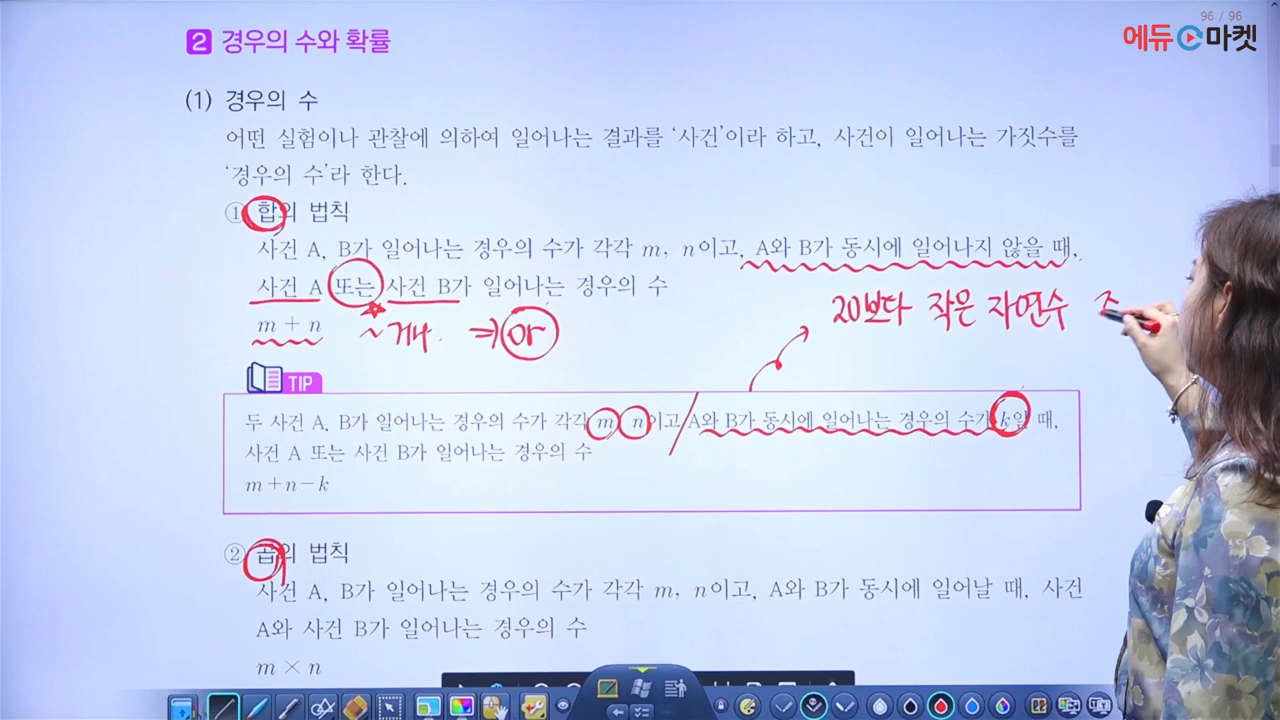 96 / 96
에듀 마켓
2 경우의 수와 확률
(1) 경우의 수
어떤 실험이나 관찰에 의하여 일어나는 결과를 ‘사건’이라 하고, 사건이 일어나는 가짓수를
‘경우의 수’라 한다.
① 합의 법칙
사건 A, B가 일어나는 경우의 수가 각각 m, n이고, A와 B가 동시에 일어나지 않을 때,
사건 A 또는 사건 B가 일어나는 경우의 수
20보다 작은 자연수
m + n ~거나. ⇒ or
TIP
두 사건 A, B가 일어나는 경우의 수가 각각 m, n이고 A와 B가 동시에 일어나는 경우의 수가 k일 때,
사건 A 또는 사건 B가 일어나는 경우의 수
m+n-k
② 곱의 법칙
사건 A, B가 일어나는 경우의 수가 각각 m, n이고, A와 B가 동시에 일어날 때, 사건
A와 사건 B가 일어나는 경우의 수
m × n